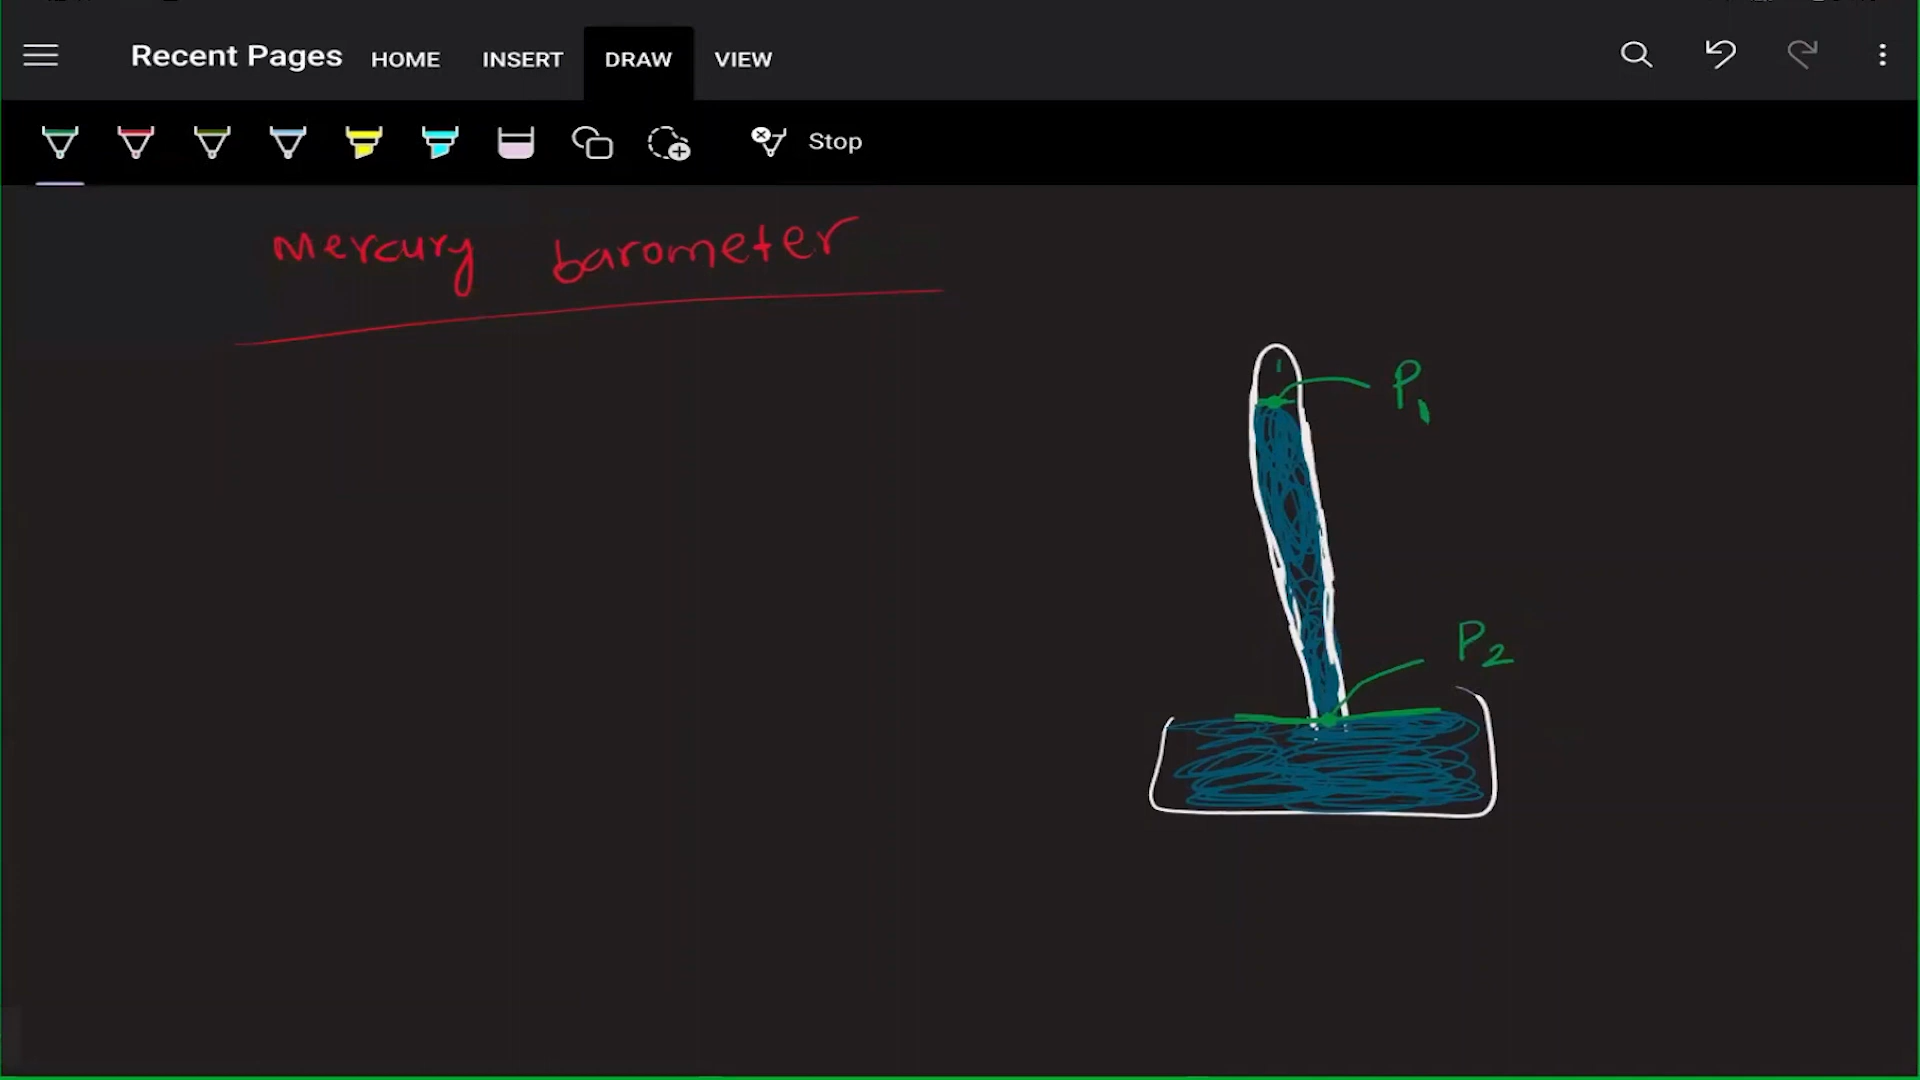 Recent Pages HOME INSERT DRAW VIEW
Stop
Mercury barometer
P1
P2